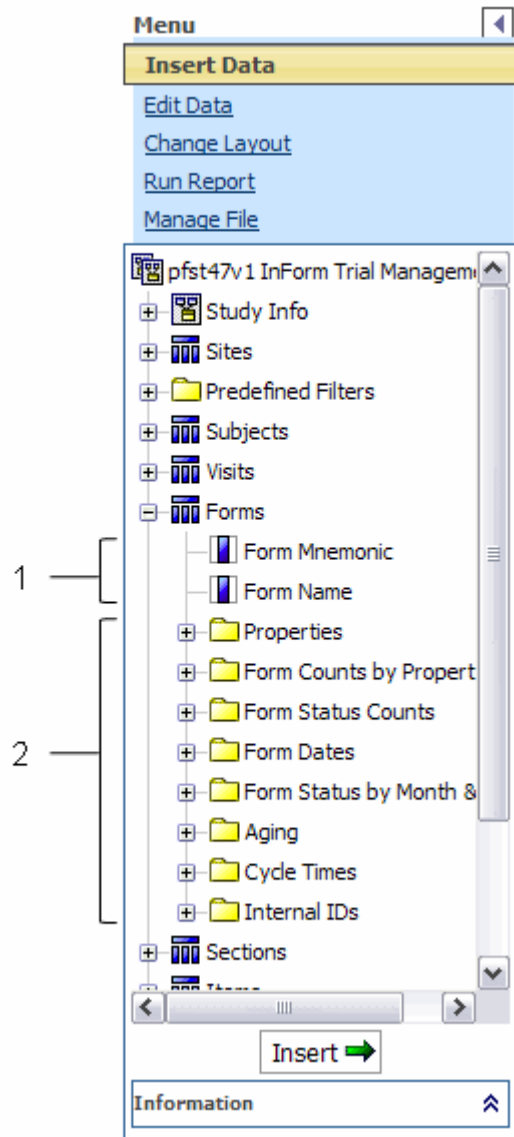 Menu
Insert Data
Edit Data
Change Layout
Run Report
Manage File
pfst47v1 InForm Trial Managem
Study Info
Sites
Predefined Filters
Subjects
Visits
Forms
1
Form Mnemonic
Form Name
2
Properties
Form Counts by Propert
Form Status Counts
Form Dates
Form Status by Month &
Aging
Cycle Times
Internal IDs
Sections
Items
Insert
Information